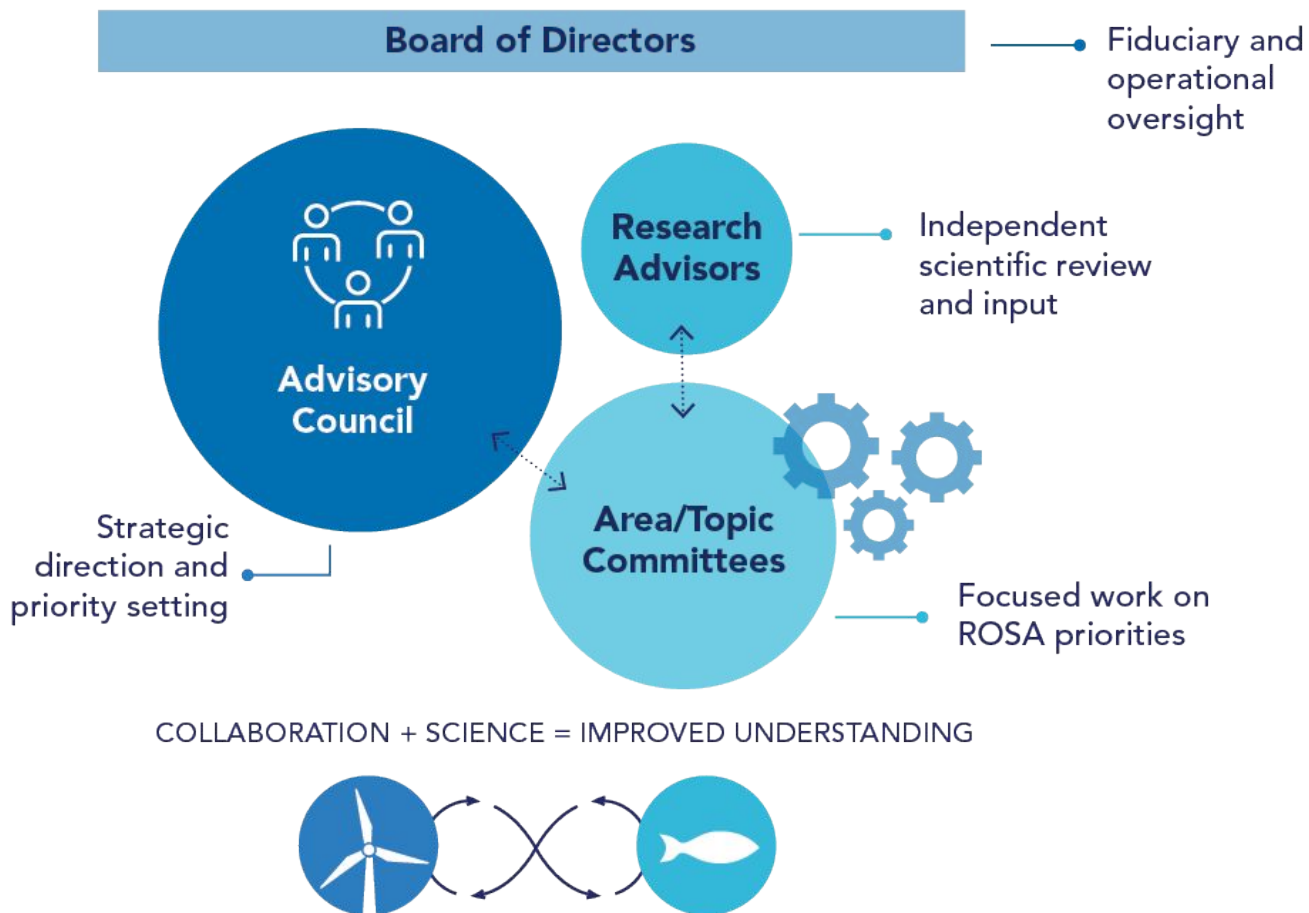 Board of Directors
Fiduciary and
operational
oversight
Research
Advisors
Independent
scientific review
and input
Advisory
Council
Strategic
direction and
priority setting
Area/Topic
Committees
Focused work on
ROSA priorities
COLLABORATION + SCIENCE = IMPROVED UNDERSTANDING